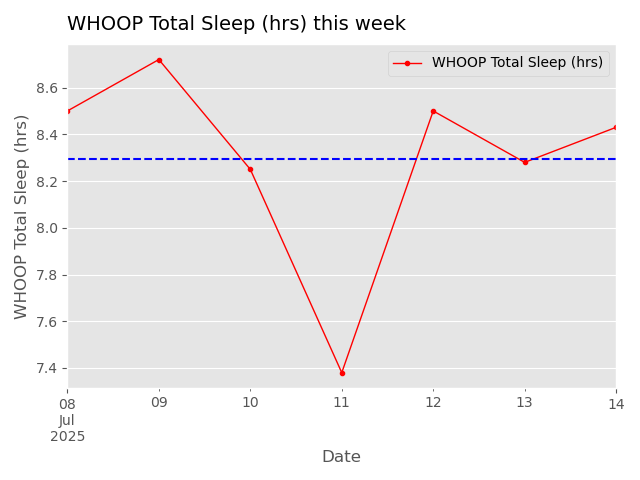 WHOOP Total Sleep (hrs) this week
WHOOP Total Sleep (hrs)
8.6
8.4
8.2
8.0
7.8
7.6
7.4
WHOOP Total Sleep (hrs)
08 09 10 11 12 13 14
Jul
2025
Date